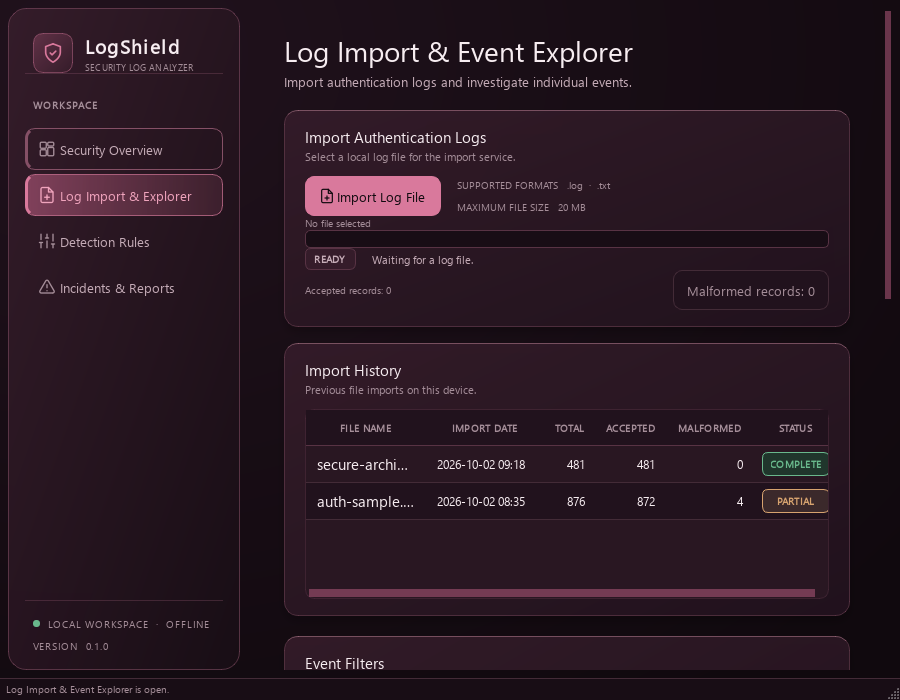 LogShield
SECURITY LOG ANALYZER
WORKSPACE
Security Overview
Log Import & Explorer
Detection Rules
Incidents & Reports
LOCAL WORKSPACE · OFFLINE
VERSION 0.1.0
Log Import & Event Explorer
Import authentication logs and investigate individual events.
Import Authentication Logs
Select a local log file for the import service.
Import Log File
SUPPORTED FORMATS .log · .txt
MAXIMUM FILE SIZE 20 MB
No file selected
READY Waiting for a log file.
Accepted records: 0 Malformed records: 0
Import History
Previous file imports on this device.
FILE NAME IMPORT DATE TOTAL ACCEPTED MALFORMED STATUS
secure-archi... 2026-10-02 09:18 481 481 0 COMPLETE
auth-sample.... 2026-10-02 08:35 876 872 4 PARTIAL
Event Filters
Log Import & Event Explorer is open.